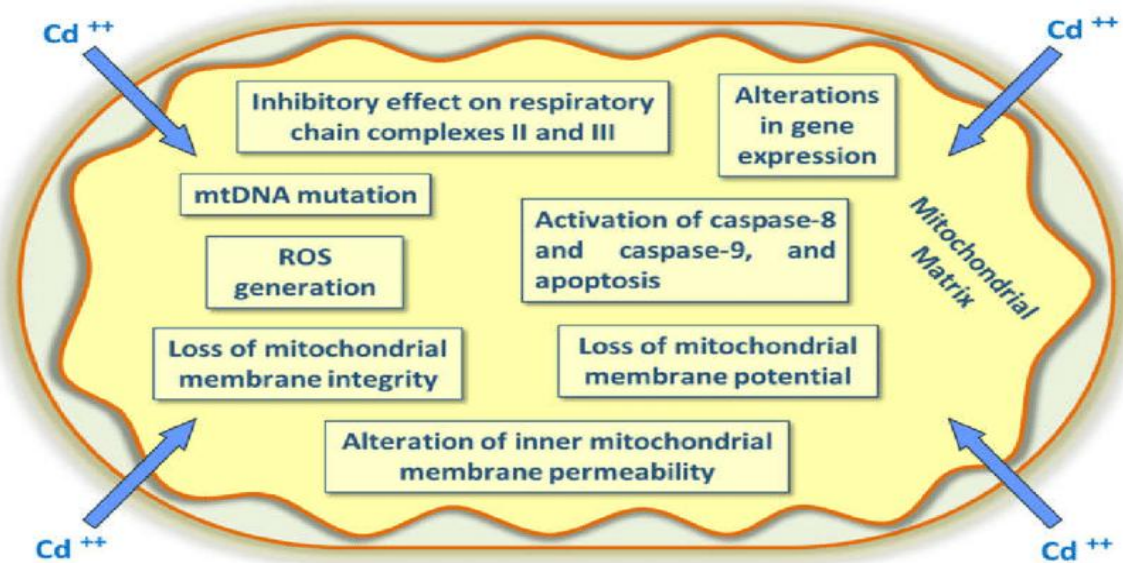 Cd ++
Cd ++
Inhibitory effect on respiratory
chain complexes II and III
Alterations
in gene
expression
mtDNA mutation
Activation of caspase-8
and caspase-9, and
apoptosis
Mitochondrial
Matrix
ROS
generation
Loss of mitochondrial
membrane integrity
Loss of mitochondrial
membrane potential
Alteration of inner mitochondrial
membrane permeability
Cd ++
Cd ++